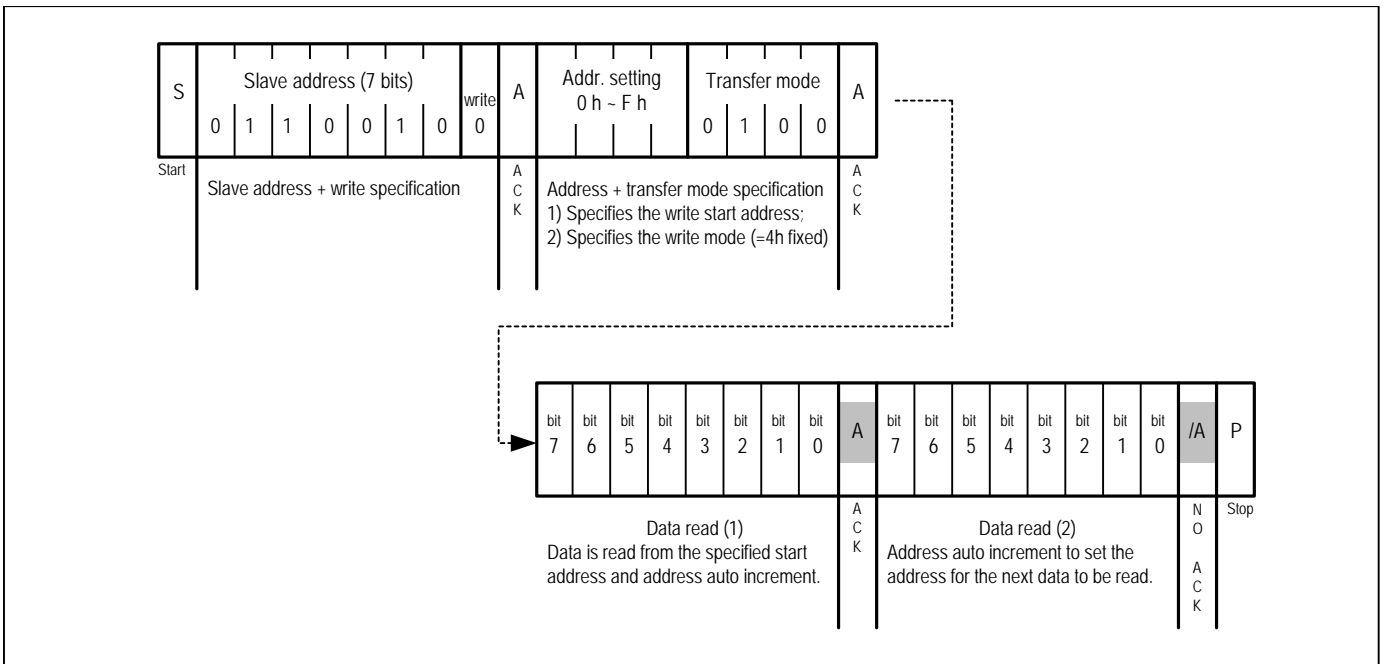 S
Slave address (7 bits)
write
A
Addr. setting
0 h ~ F h
Transfer mode
A
0 1 1 0 0 1 0 0
0 1 0 0
Start
Slave address + write specification
A
C
K
Address + transfer mode specification
1) Specifies the write start address;
2) Specifies the write mode (=4h fixed)
A
C
K
bit bit bit bit bit bit bit bit
7 6 5 4 3 2 1 0
A
bit bit bit bit bit bit bit bit
7 6 5 4 3 2 1 0
/A
P
Data read (1)
Data is read from the specified start
address and address auto increment.
A
C
K
Data read (2)
Address auto increment to set the
address for the next data to be read.
N
O
A
C
K
Stop